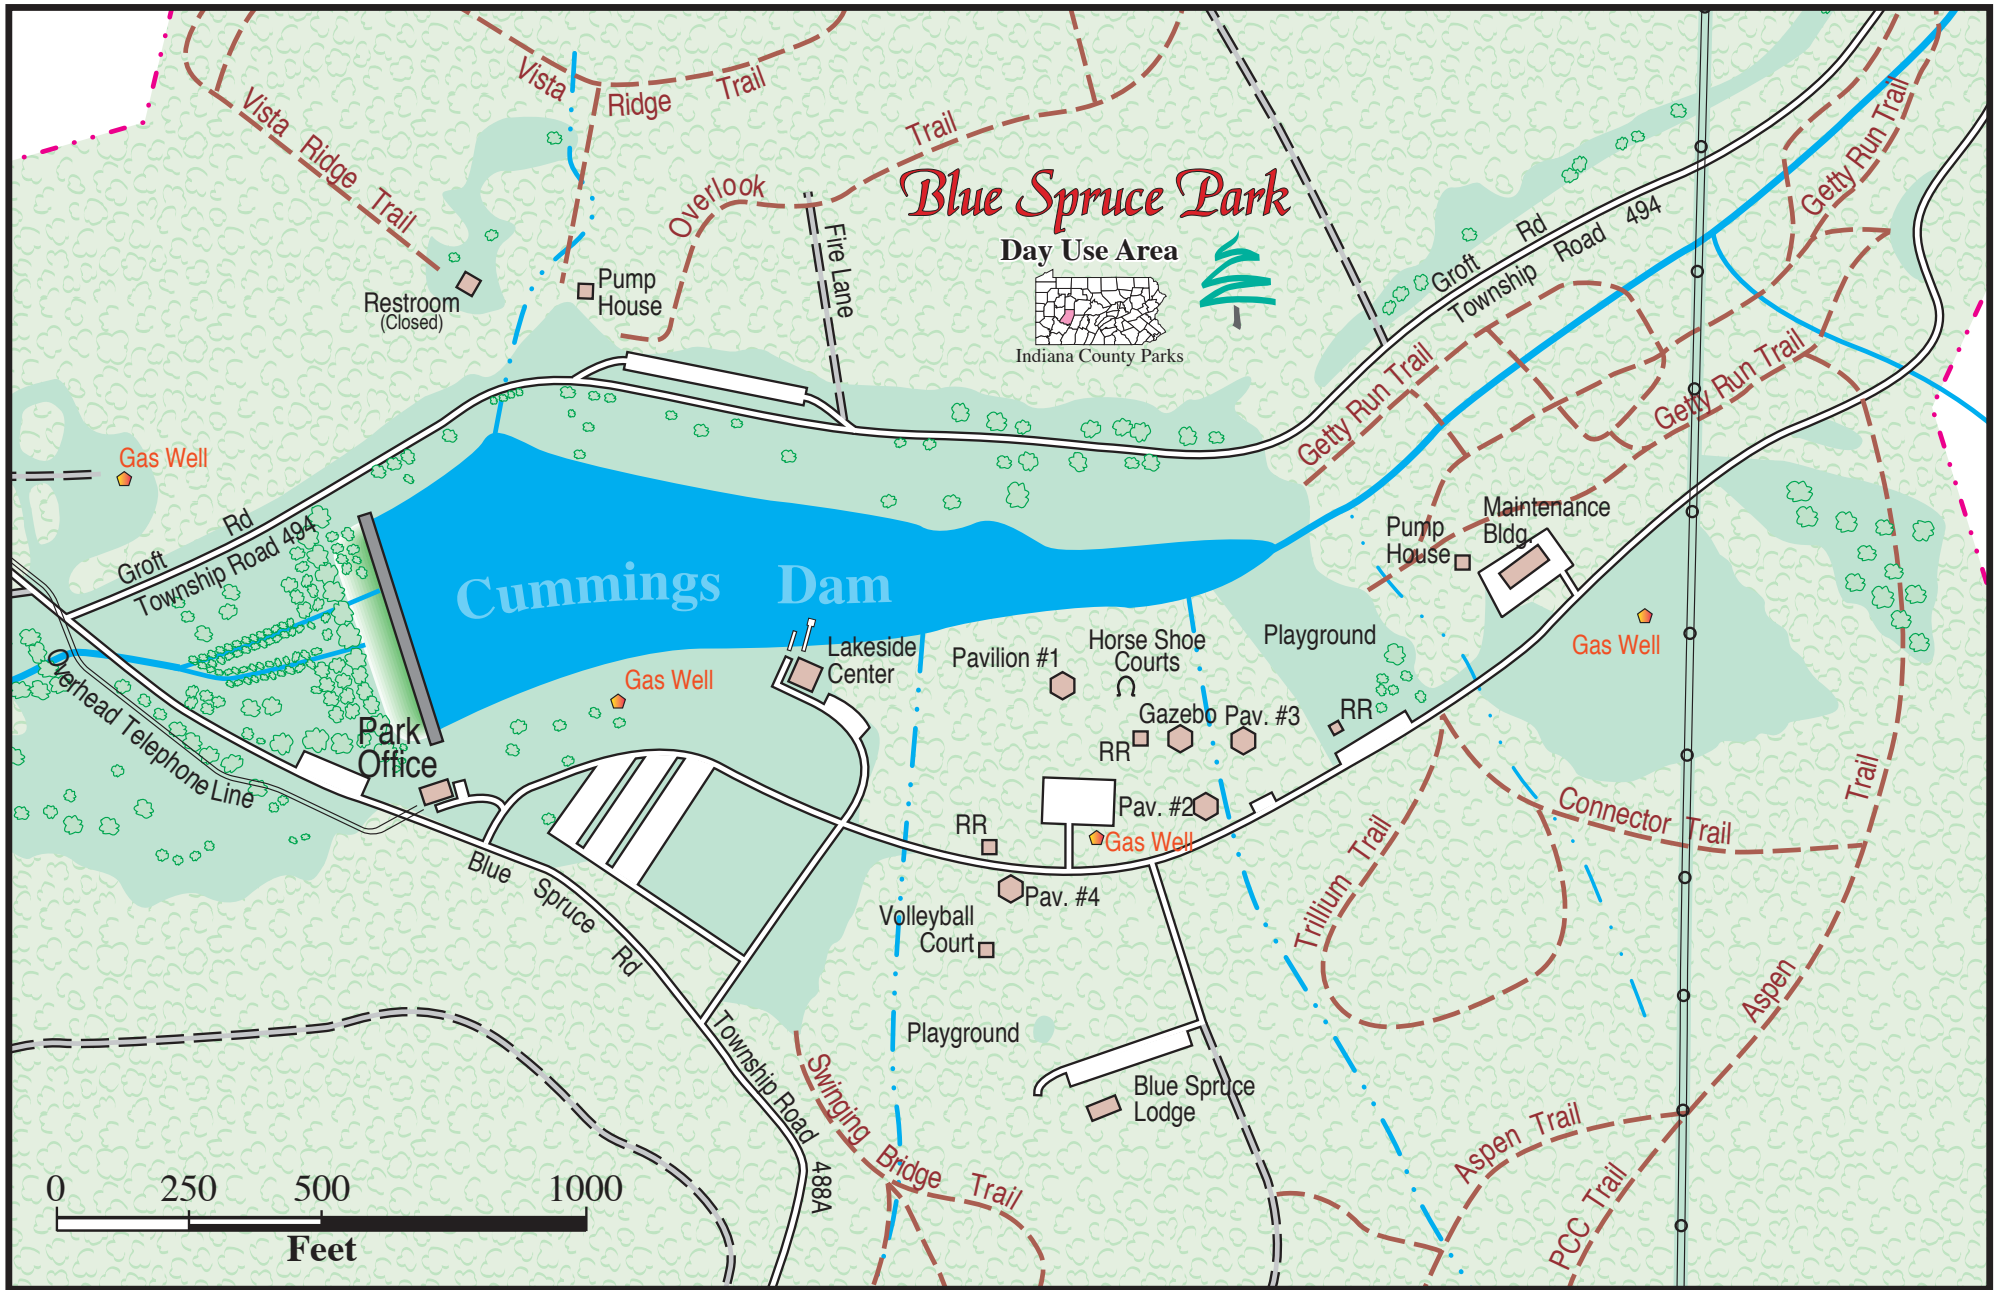 Vista
Ridge
Trail
Vista Ridge Trail
Overlook Trail
Fire Lane
Blue Spruce Park
Day Use Area
Indiana County Parks
Pump
House
Restroom
(Closed)
Groft Rd
Township Road 494
Getty Run Trail
Getty Run Trail
Getty Run Trail
Gas Well
Groft Rd
Township Road 494
Cummings Dam
Maintenance
Bldg.
Pump
House
Gas Well
Playground
Horse Shoe
Courts
Pavilion #1
Lakeside
Center
Gas Well
Gazebo
Pav. #3
RR
RR
Pav. #2
Gas Well
RR
Pav. #4
Volleyball
Court
Park
Office
Overhead Telephone Line
Blue Spruce Rd
Township Road 488A
Connector Trail
Trillium Trail
Aspen Trail
Playground
Blue Spruce
Lodge
Swinging Bridge Trail
Aspen Trail
PCC Trail
0 250 500 1000
Feet